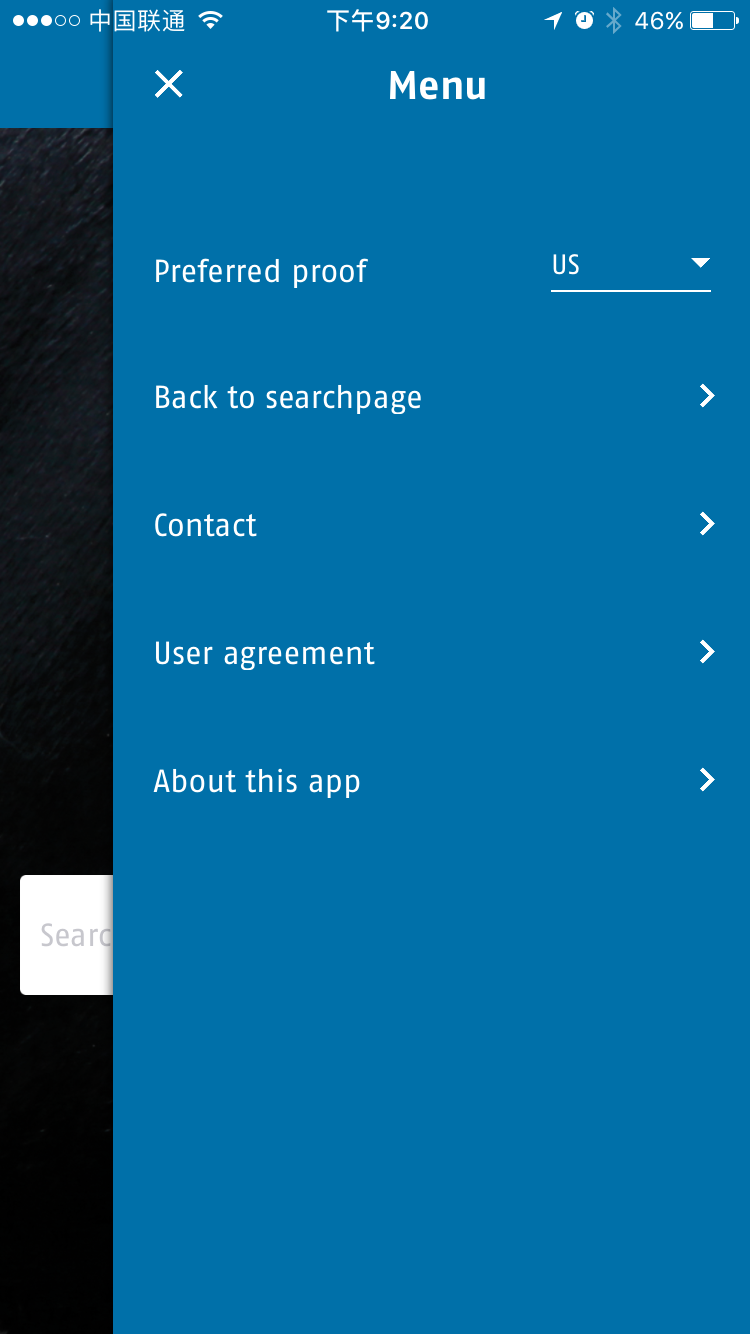 中国联通 下午9:20 46%
Menu
Preferred proof US
Back to searchpage
Contact
User agreement
About this app
Searc